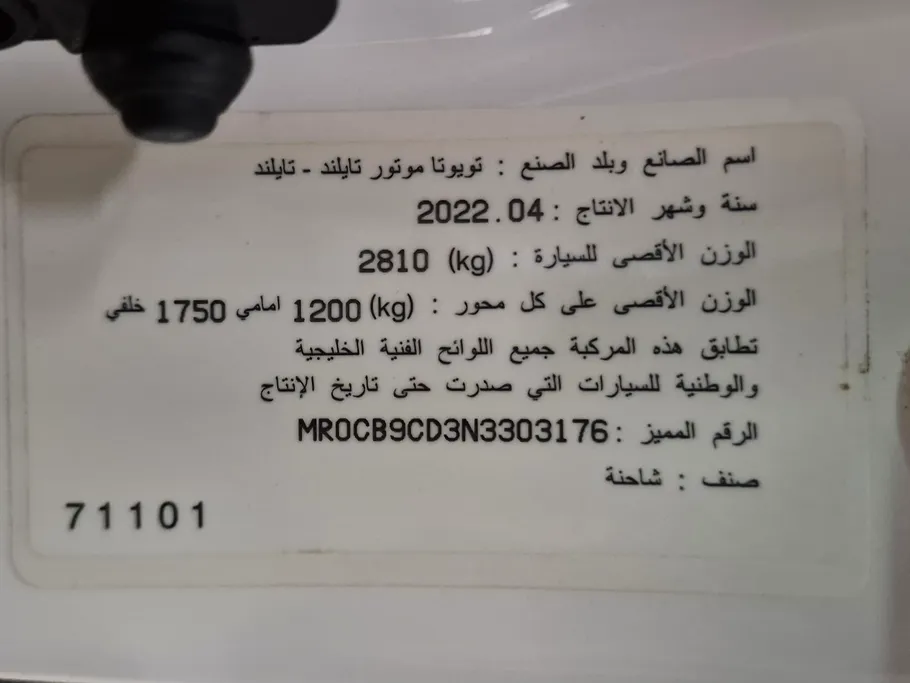 اسم الصانع وبلد الصنع : تويوتا موتور تايلند - تايلند
سنة وشهر الانتاج : 2022.04
الوزن الأقصى للسيارة : (kg) 2810
الوزن الأقصى على كل محور : (kg) 1200 امامي 1750 خلفي
تطابق هذه المركبة جميع اللوائح الفنية الخليجية
والوطنية للسيارات التي صدرت حتى تاريخ الإنتاج
الرقم المميز : MR0CB9CD3N3303176
صنف : شاحنة
71101